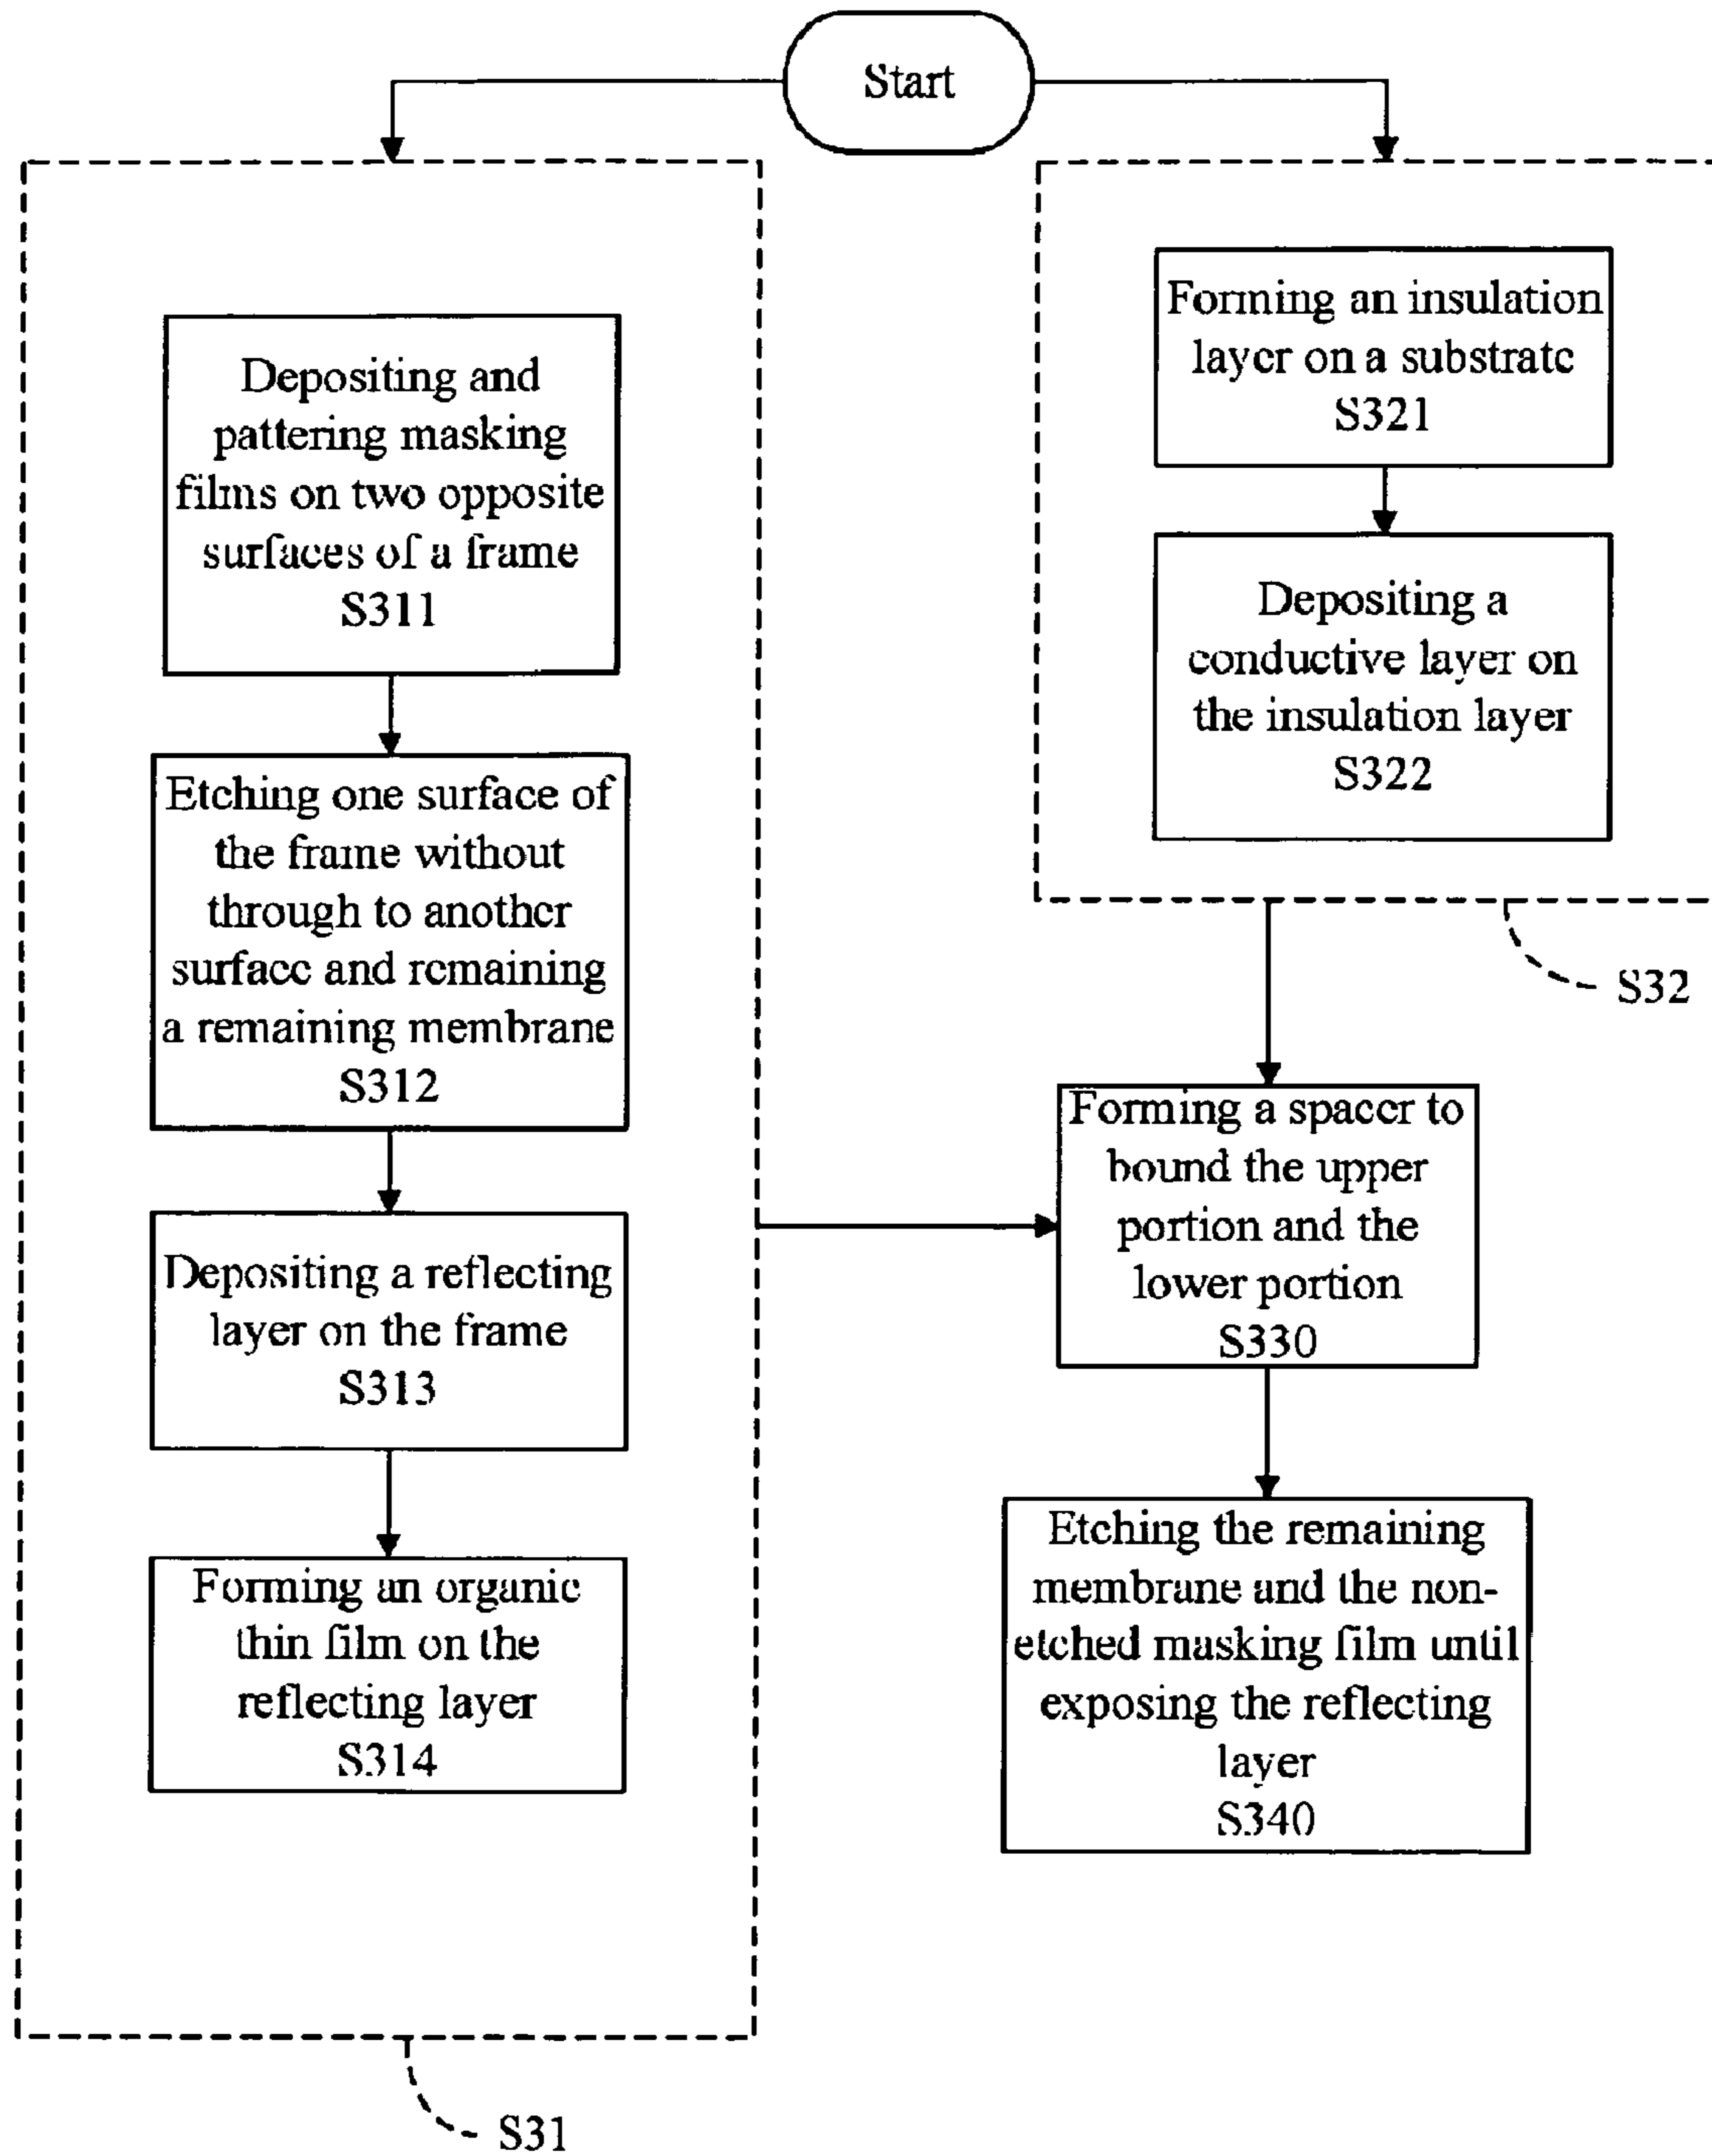 Start
Depositing and
pattering masking
films on two opposite
surfaces of a frame
S311
Etching one surface of
the frame without
through to another
surface and remaining
a remaining membrane
S312
Depositing a reflecting
layer on the frame
S313
Forming an organic
thin film on the
reflecting layer
S314
S31
Forming an insulation
layer on a substrate
S321
Depositing a
conductive layer on
the insulation layer
S322
S32
Forming a spacer to
bound the upper
portion and the
lower portion
S330
Etching the remaining
membrane and the non-
etched masking film until
exposing the reflecting
layer
S340